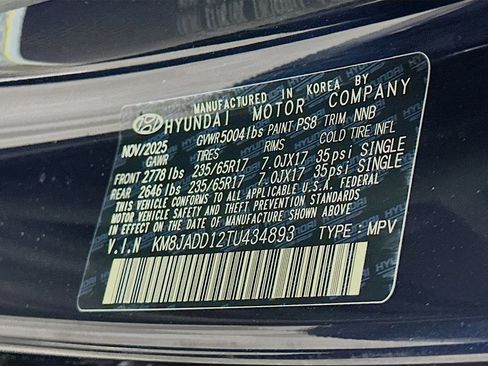 MANUFACTURED IN KOREA BY
HYUNDAI MOTOR COMPANY
NOV/2025 GVWR5004lbs PAINT PS8 TRIM NNB
GAWR TIRES RIMS COLD TIRE INFL
FRONT 2778 lbs 235/65R17 7.0JX17 35psi SINGLE
REAR 2646 lbs 235/65R17 7.0JX17 35psi SINGLE
THIS VEHICLE CONFORMS TO ALL APPLICABLE U.S.A. FEDERAL
MOTOR VEHICLE SAFETY AND THEFT PREVENTION STANDARDS
IN EFFECT ON THE DATE OF MANUFACTURE SHOWN ABOVE.
V.I.N KM8JADD12TU434893 TYPE: MPV